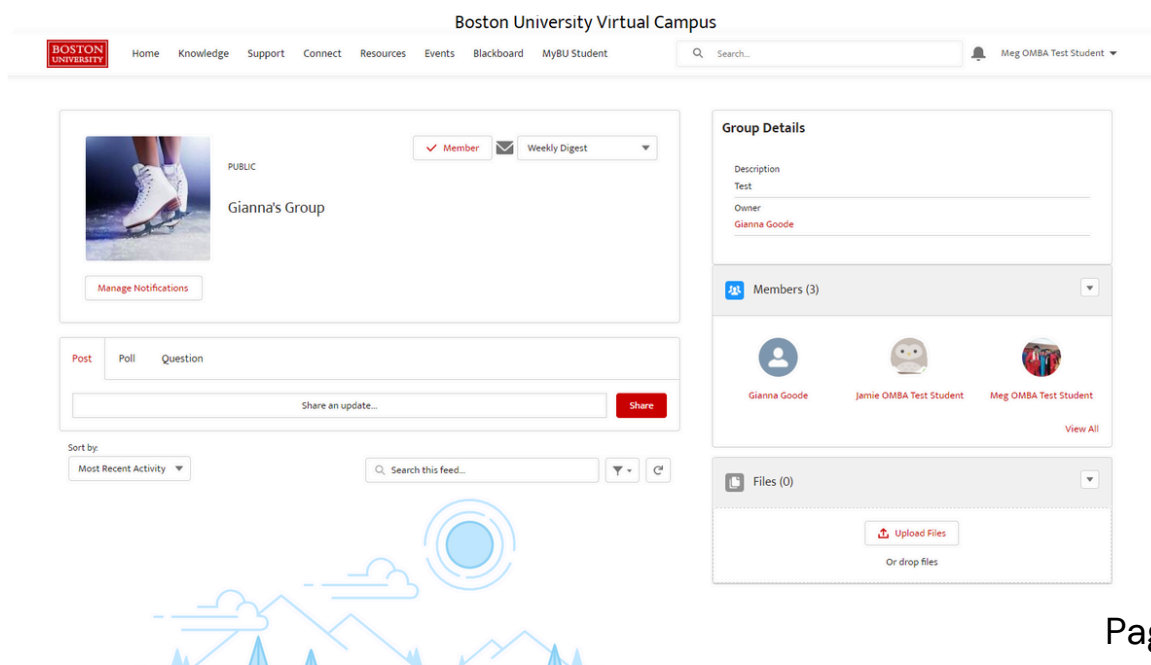 Boston University Virtual Campus
BOSTON
UNIVERSITY
Home Knowledge Support Connect Resources Events Blackboard MyBU Student
Search...
Meg OMBA Test Student
PUBLIC
Gianna's Group
Member
Weekly Digest
Manage Notifications
Post Poll Question
Share an update...
Share
Sort by:
Most Recent Activity
Search this feed...
Group Details
Description
Test
Owner
Gianna Goode
Members (3)
Gianna Goode Jamie OMBA Test Student Meg OMBA Test Student
View All
Files (0)
Upload Files
Or drop files